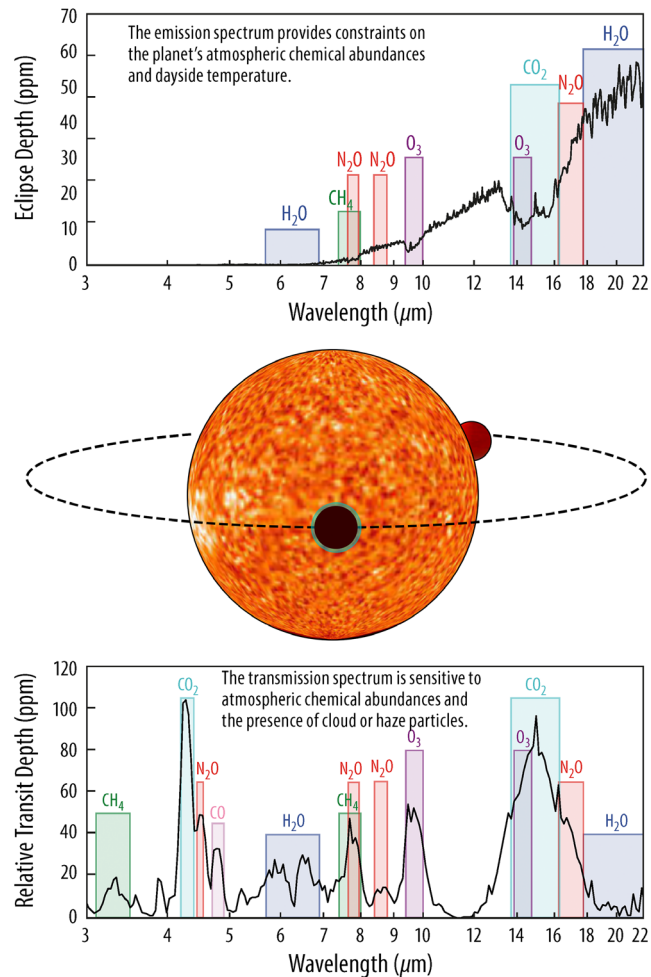 70
60
50
40
30
20
10
0
Eclipse Depth (ppm)
The emission spectrum provides constraints on
the planet's atmospheric chemical abundances
and dayside temperature.
H₂O
CO₂
N₂O
O₃
O₃
N₂O
N₂O
CH₄
H₂O
3 4 5 6 7 8 9 10 12 14 16 18 20 22
Wavelength (μm)
120
100
80
60
40
20
0
Relative Transit Depth (ppm)
The transmission spectrum is sensitive to
atmospheric chemical abundances and
the presence of cloud or haze particles.
CO₂
CO₂
O₃
O₃
N₂O
N₂O
N₂O
N₂O
CH₄
CO
CH₄
H₂O
H₂O
3 4 5 6 7 8 9 10 12 14 16 18 20 22
Wavelength (μm)